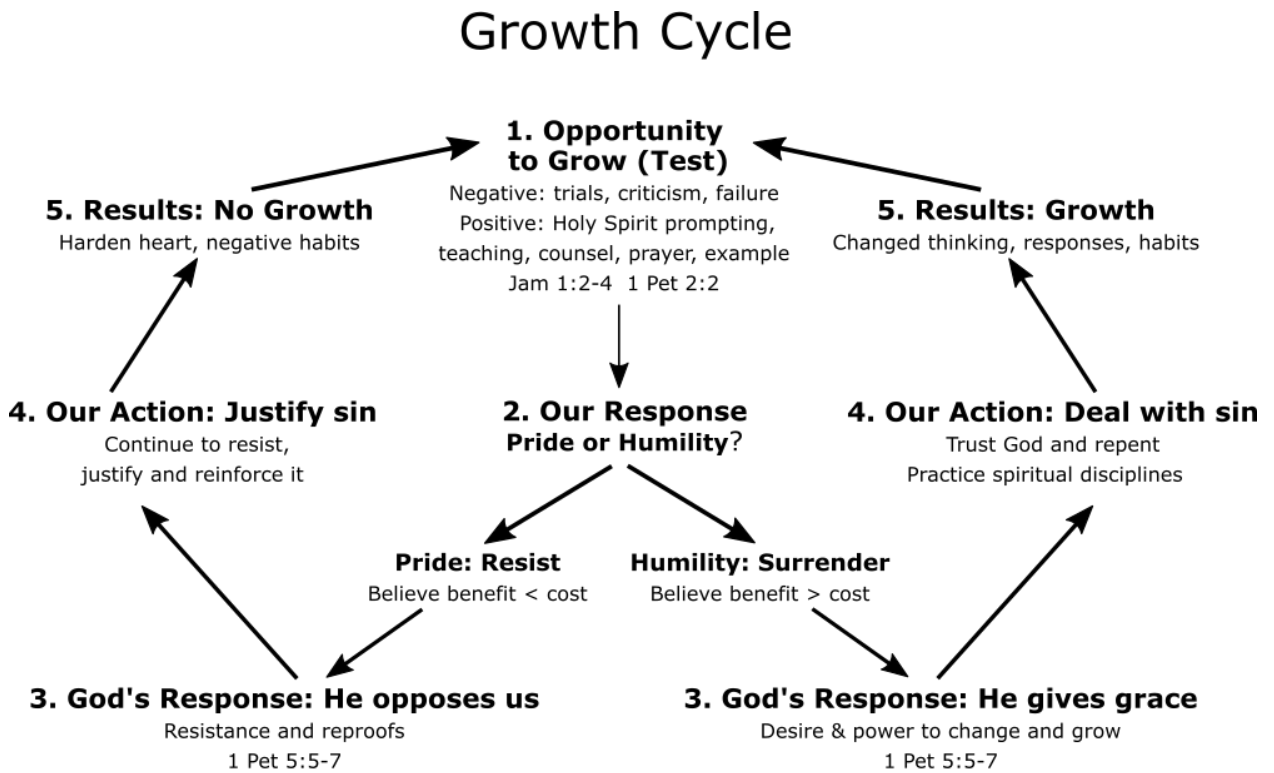 Growth Cycle
1. Opportunity
to Grow (Test)
Negative: trials, criticism, failure
Positive: Holy Spirit prompting,
teaching, counsel, prayer, example
Jam 1:2-4  1 Pet 2:2
5. Results: No Growth
Harden heart, negative habits
5. Results: Growth
Changed thinking, responses, habits
4. Our Action: Justify sin
Continue to resist,
justify and reinforce it
2. Our Response
Pride or Humility?
4. Our Action: Deal with sin
Trust God and repent
Practice spiritual disciplines
Pride: Resist
Believe benefit < cost
Humility: Surrender
Believe benefit > cost
3. God's Response: He opposes us
Resistance and reproofs
1 Pet 5:5-7
3. God's Response: He gives grace
Desire & power to change and grow
1 Pet 5:5-7